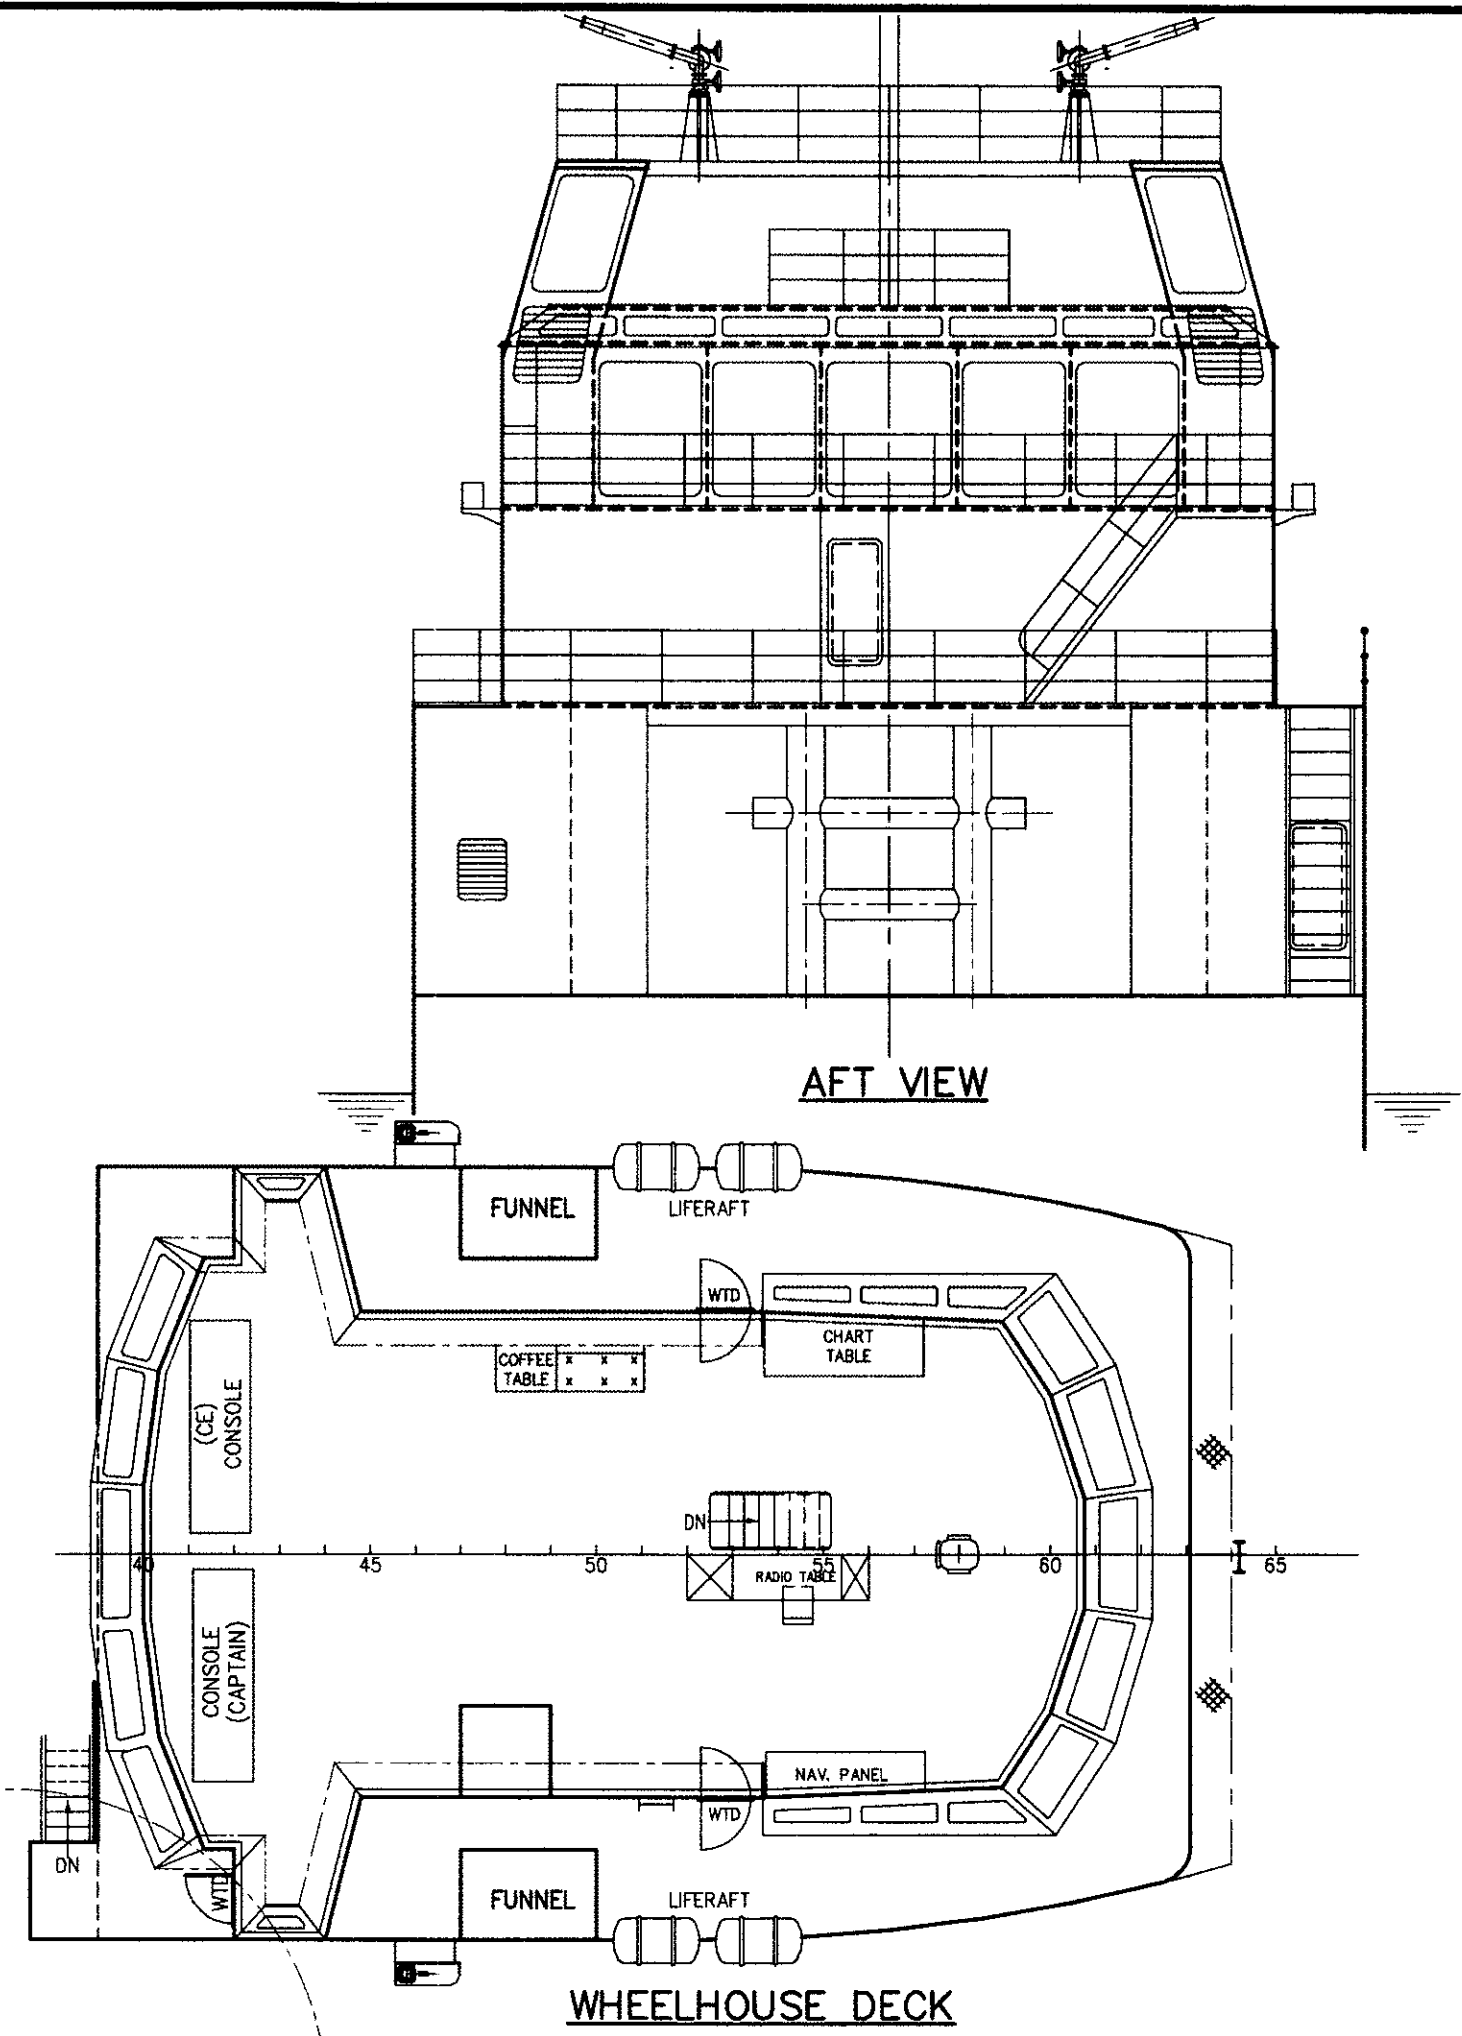 AFT VIEW
FUNNEL
LIFERAFT
WTD
CHART
TABLE
COFFEE
TABLE
(CE)
CONSOLE
DN
40
45
50
55
60
65
RADIO TABLE
CONSOLE
(CAPTAIN)
NAV. PANEL
WTD
DN
WTD
FUNNEL
LIFERAFT
WHEELHOUSE DECK